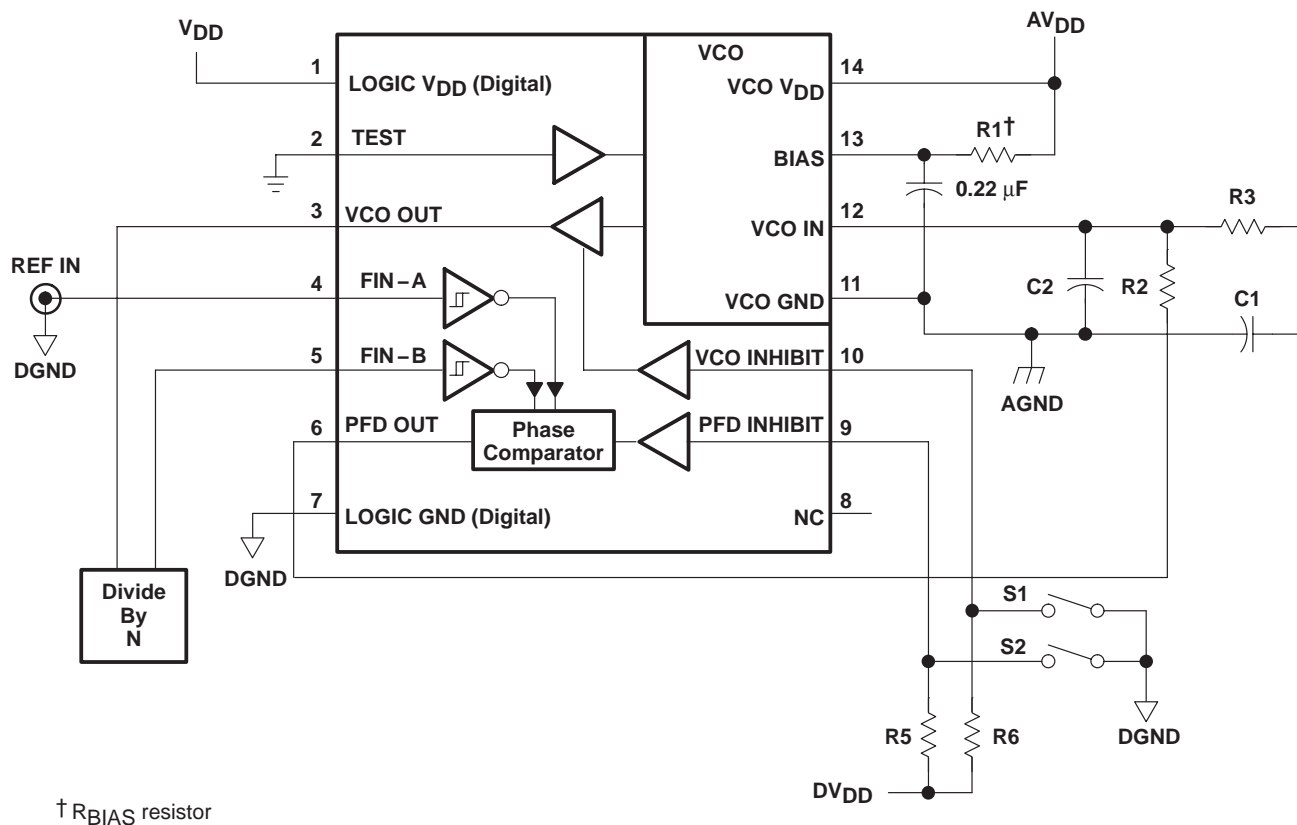 VDD
AVDD
VCO
1
LOGIC VDD (Digital)
VCO VDD
14
2
TEST
BIAS
13
R1†
0.22 μF
3
VCO OUT
VCO IN
12
R3
REF IN
4
FIN–A
VCO GND
11
C2
R2
C1
DGND
5
FIN–B
VCO INHIBIT
10
AGND
6
PFD OUT
Phase
Comparator
PFD INHIBIT
9
7
LOGIC GND (Digital)
NC
8
DGND
Divide
By
N
S1
S2
R5
R6
DGND
DVDD
† RBIAS resistor